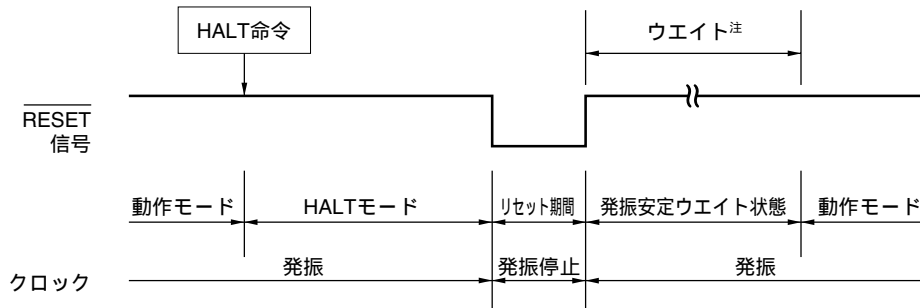 HALT命令
ウエイト注
RESET
信号
動作モード HALTモード リセット期間 発振安定ウエイト状態 動作モード
クロック 発振 発振停止 発振